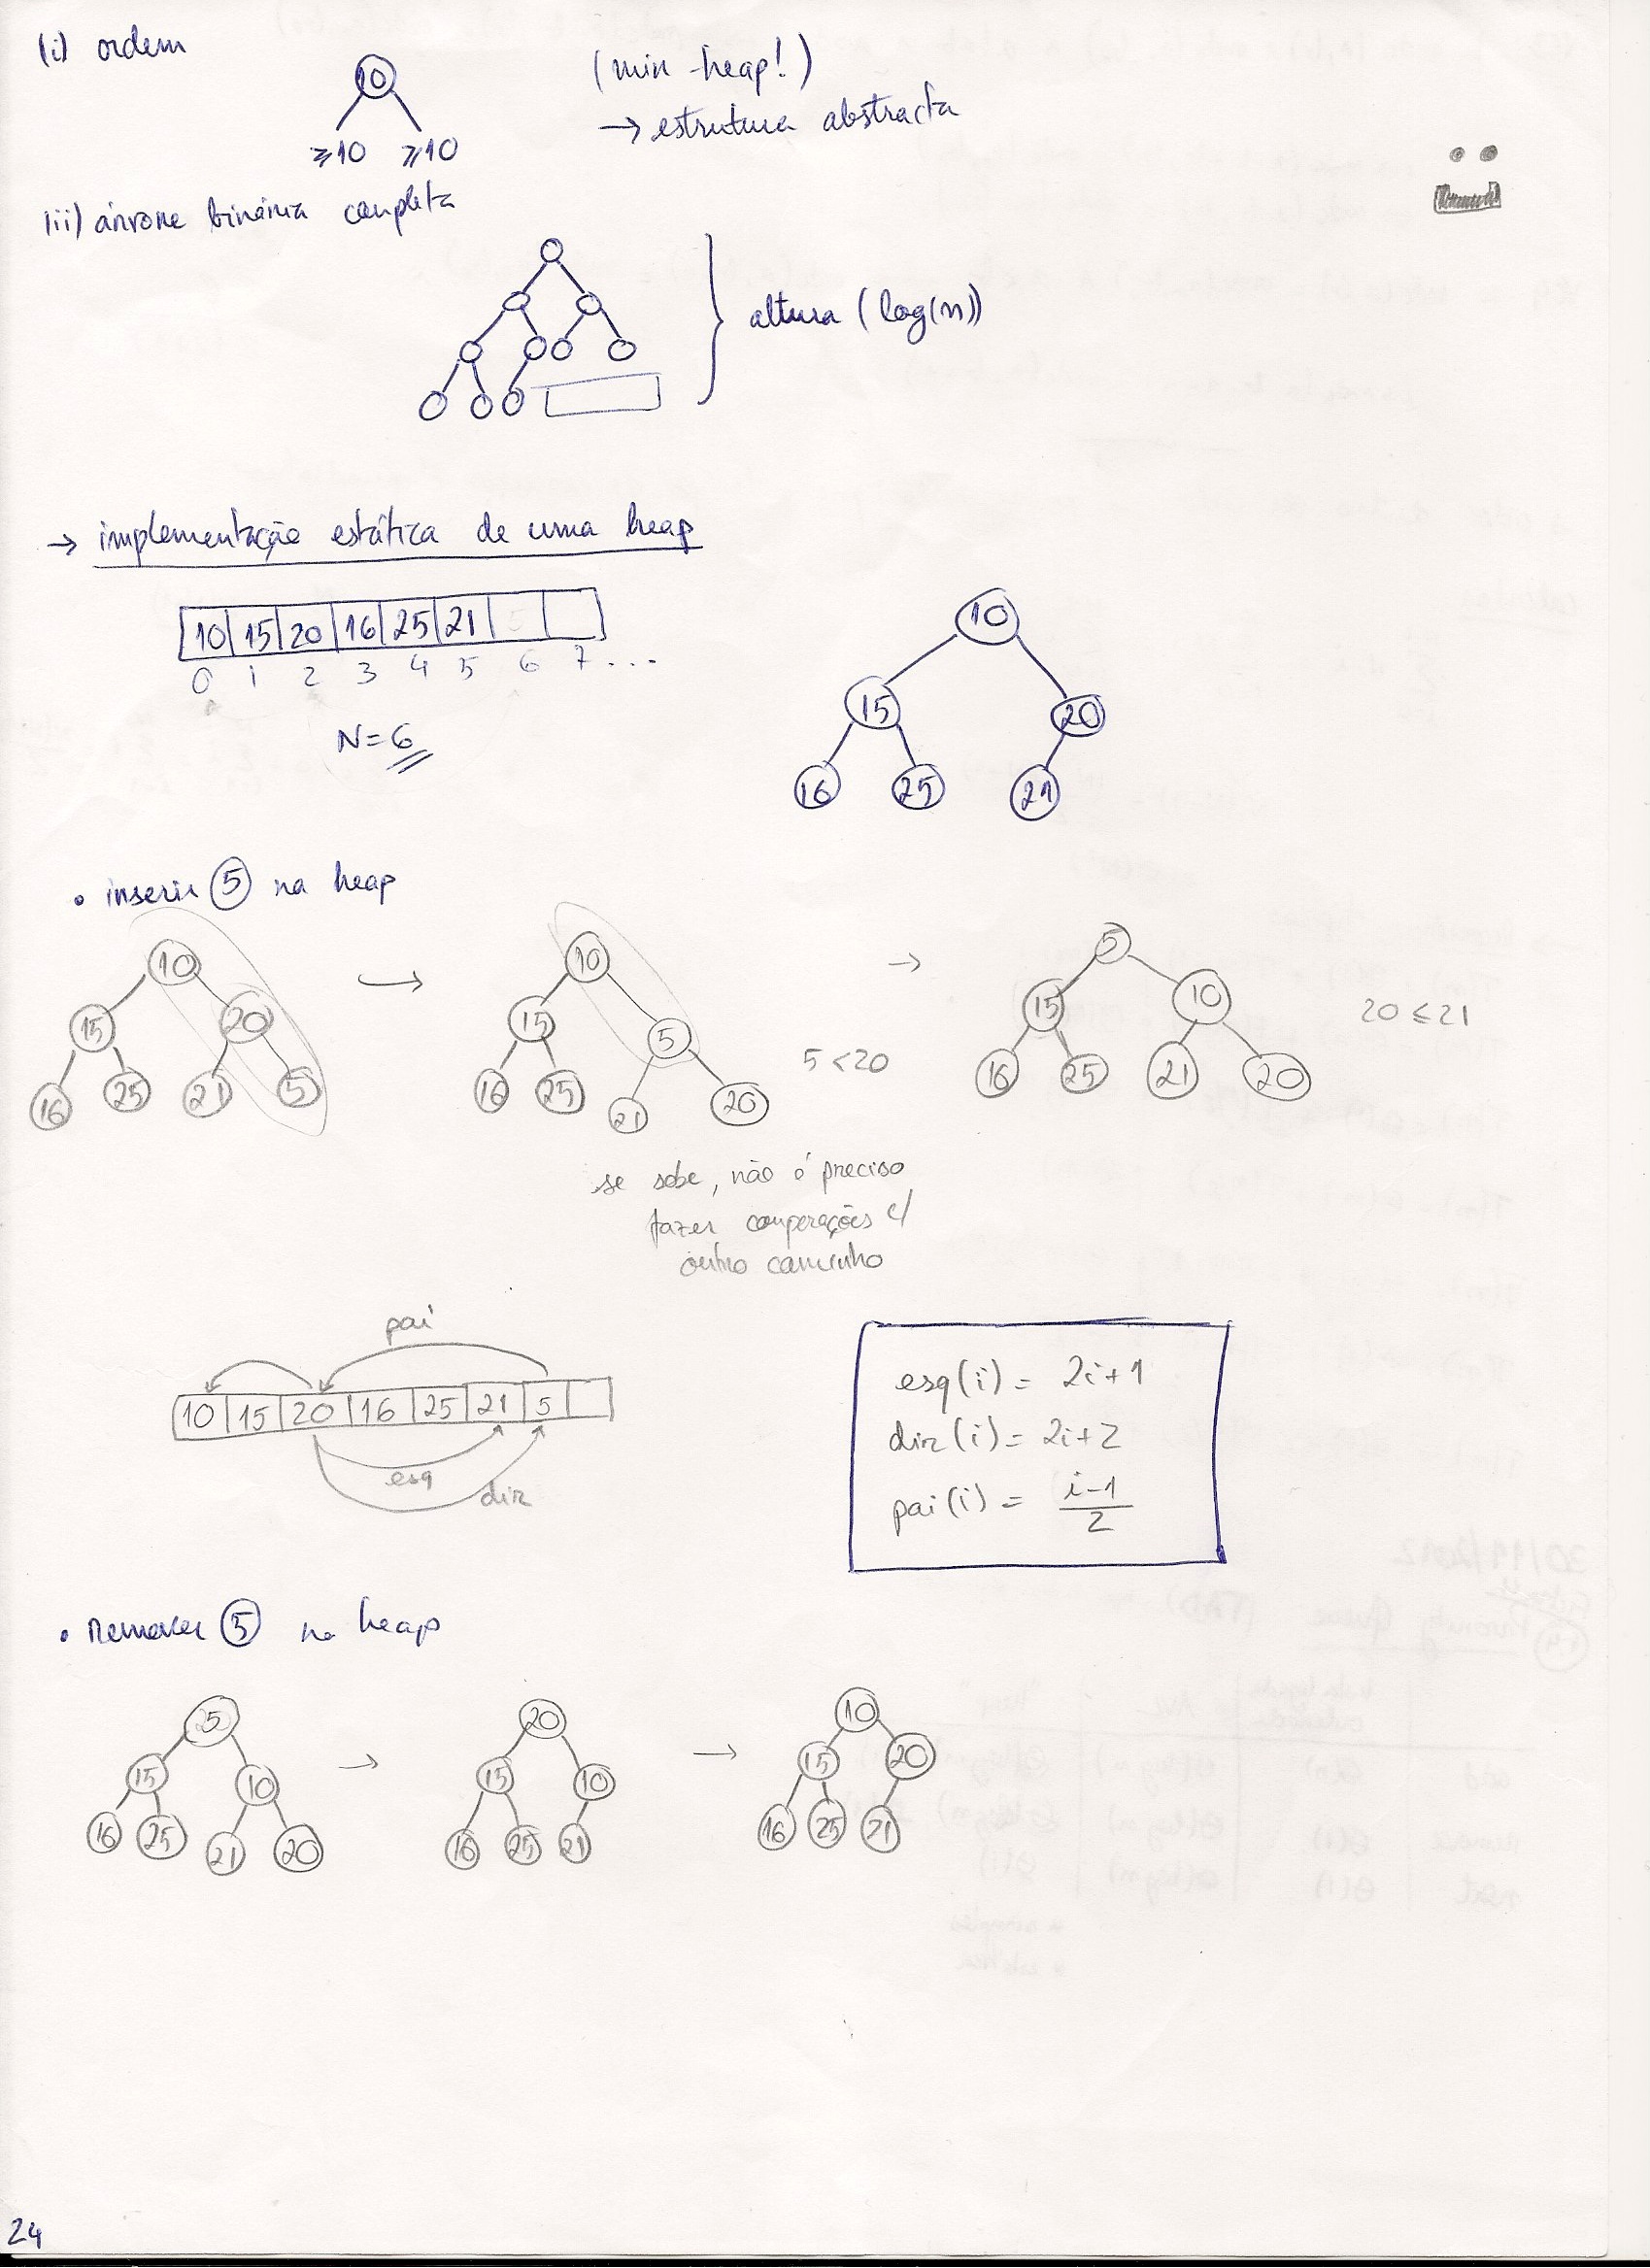 (i) ordem
10
≥10 ≥10
(min-heap!)
→ estrutura abstracta
(ii) árvore binária completa
altura (log(n))
→ implementação estática de uma heap
10 15 20 16 25 21
0 1 2 3 4 5 6 7 ...
N=6
10
15 20
16 25 21
• inserir 5 na heap
10
15 20
16 25 21 5
→
10
15 5
16 25 21 20
5<20
→
5
15 10
16 25 21 20
20≤21
se sobe, não é preciso
fazer comparações c/
outro caminho
pai
10 15 20 16 25 21 5
esq
dir
esq(i) = 2i+1
dir(i) = 2i+2
pai(i) = i-1
2
• Remover 5 na heap
25
15 10
16 25 21 20
→
20
15 10
16 25 21
→
10
15 20
16 25 21
24